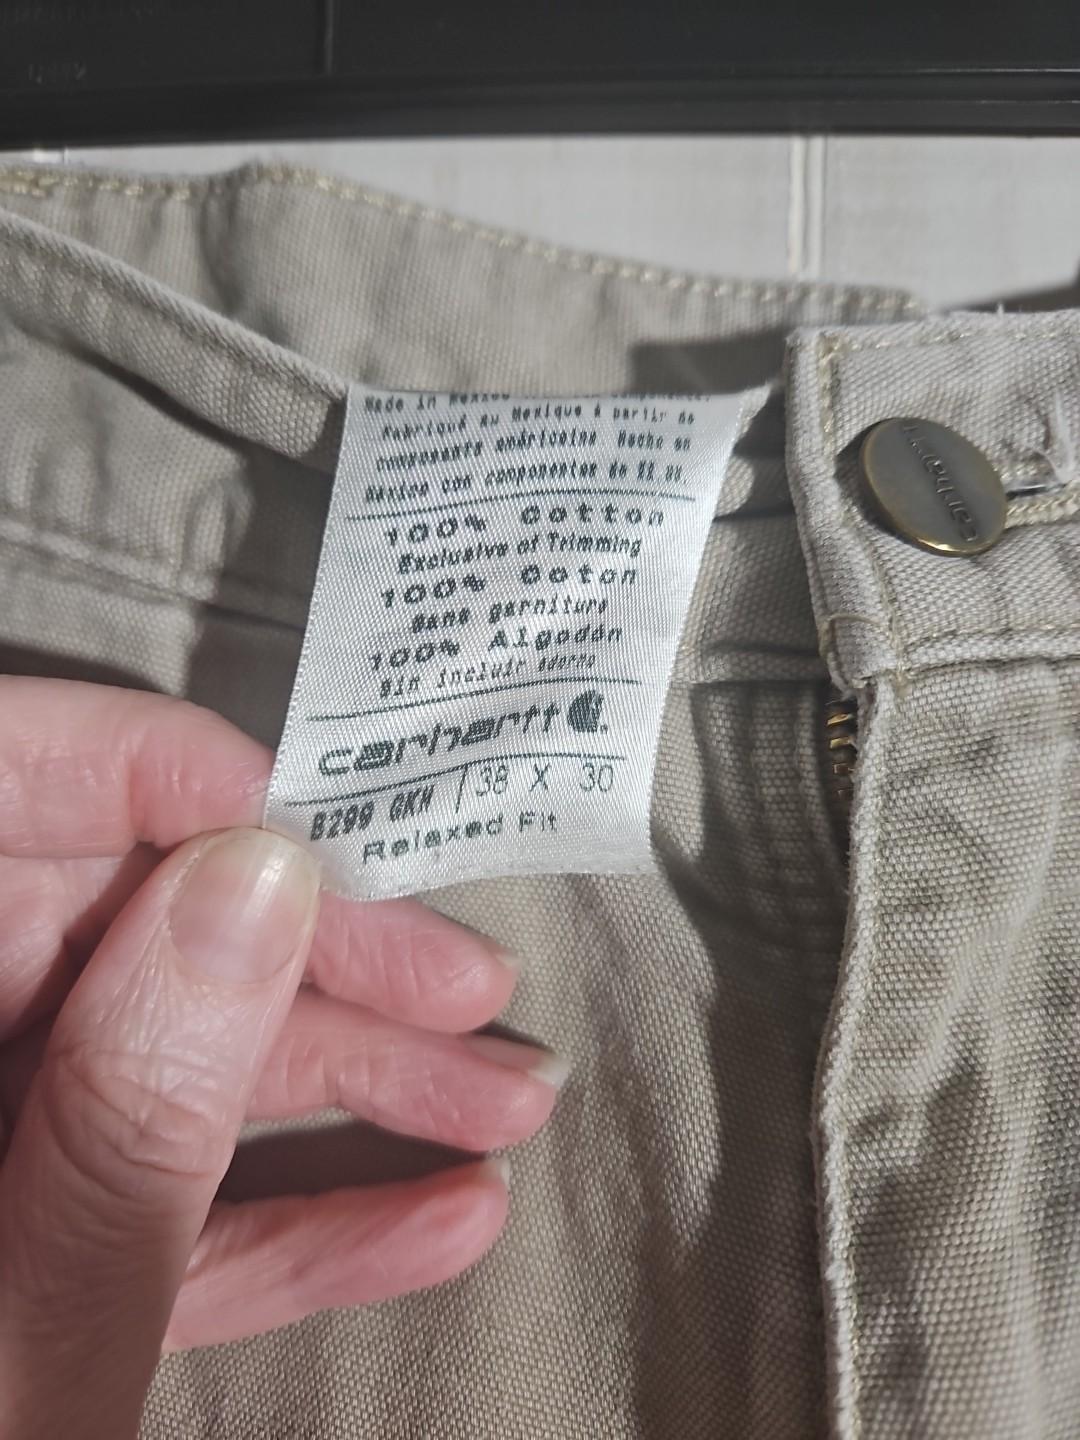 Made in Mexico
Fabriqué au Mexique à partir de
composants américains Hecho en
México con componentes de EE.UU.
100% Cotton
Exclusive of Trimming
100% Coton
Sans garniture
100% Algodón
Sin incluir adorno
carhartt
B299 GKH / 38 X 30
Relaxed Fit
carhartt